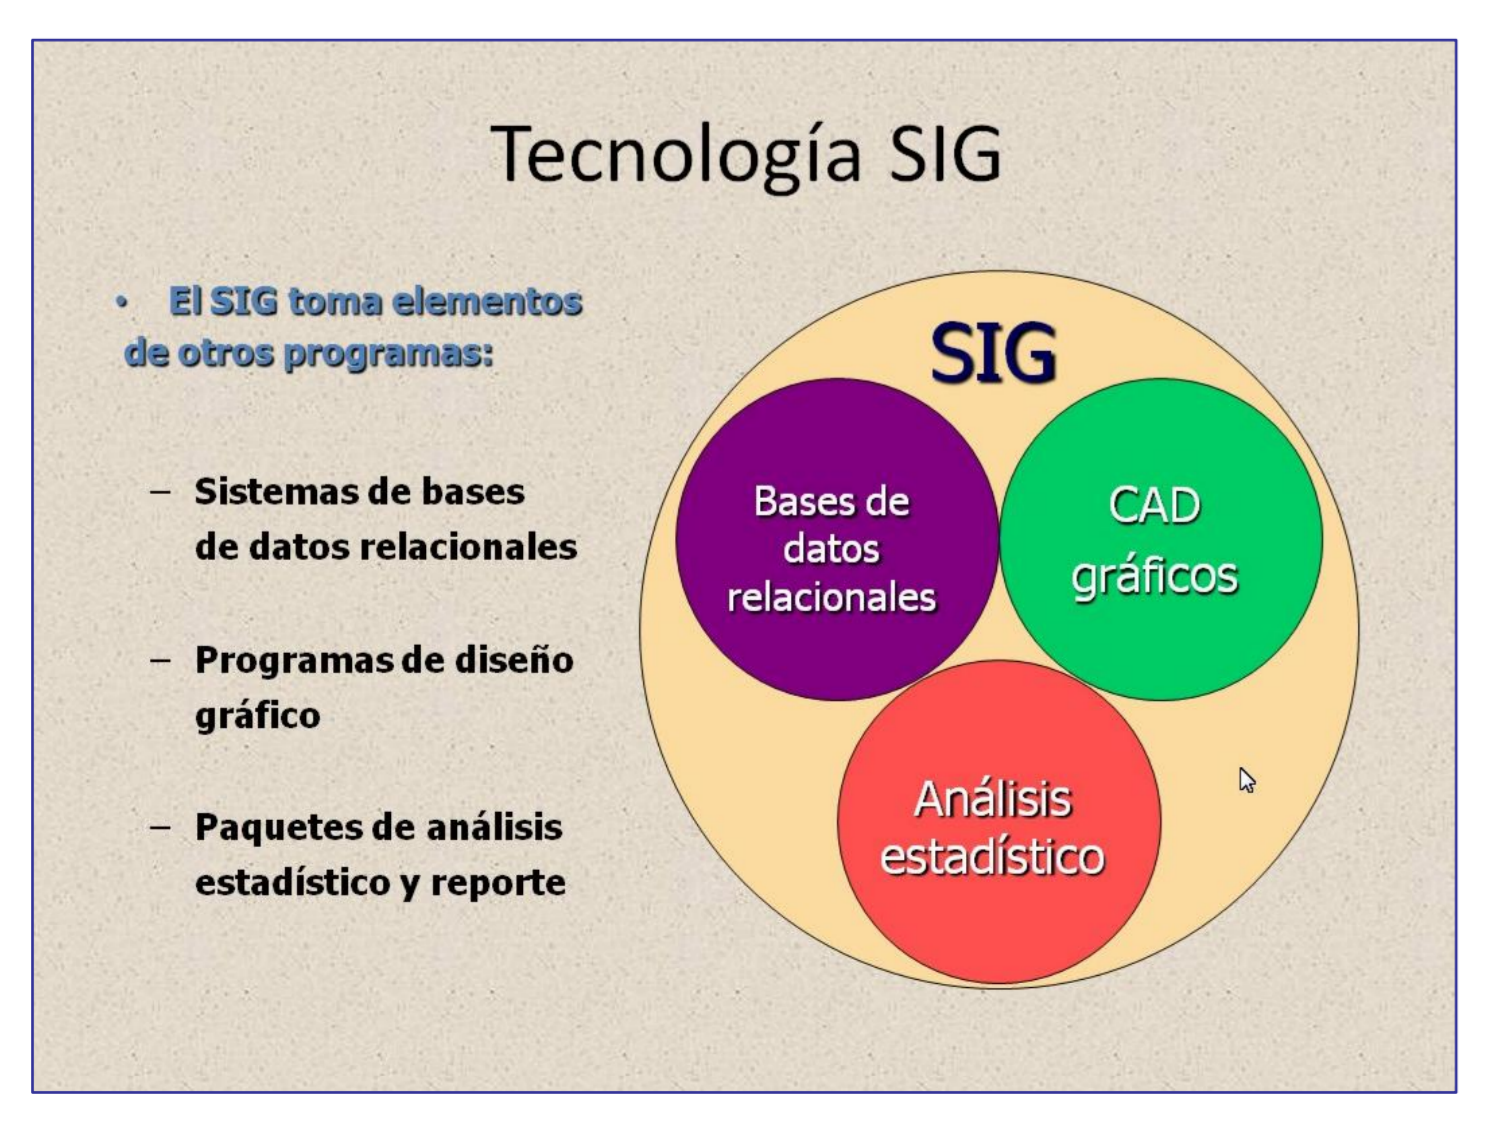 Tecnología SIG
• El SIG toma elementos
de otros programas:
– Sistemas de bases
de datos relacionales
– Programas de diseño
gráfico
– Paquetes de análisis
estadístico y reporte
SIG
Bases de
datos
relacionales
CAD
gráficos
Análisis
estadístico